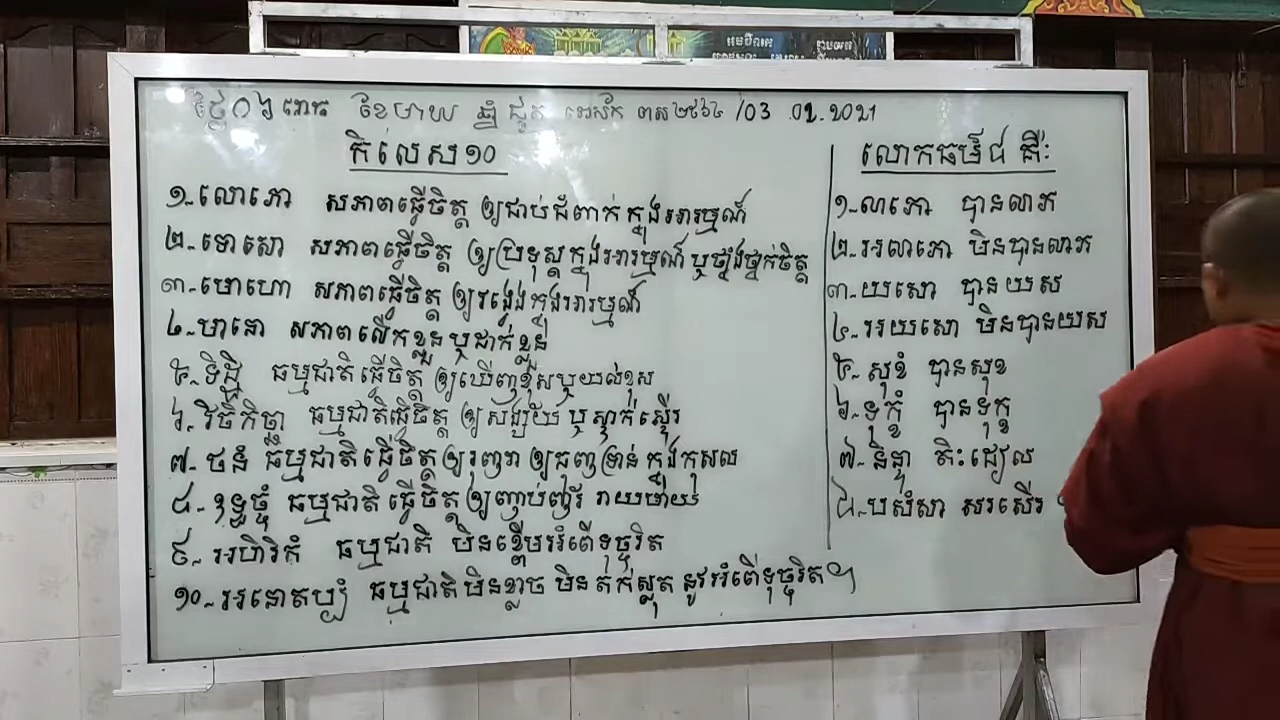 ថ្ងៃ០៦ រោច ខែមាឃ ឆ្នាំ ជូត ទោស័ក ពស ២៥៦៤ /03 .02.2021
កិលេស១០
១-លោភោ សភាពធ្វើចិត្ត ឲ្យជាប់ជំពាក់ ក្នុងអារម្មណ៍
២-ទោសោ សភាពធ្វើចិត្ត ឲ្យប្រទុស្តក្នុងអារម្មណ៍ ឬថ្នាំងថ្នាក់ចិត្ត
៣-មោហោ សភាពធ្វើចិត្ត ឲ្យវង្វេងក្នុងអារម្មណ៍
៤-មានោ សភាពលើកខ្លួន ឬដាក់ខ្លួន
៥-ទិដ្ឋិ ធម្មជាតិធ្វើចិត្ត ឲ្យឃើញខុសឬយល់ខុស
៦-វិចិកិច្ឆា ធម្មជាតិធ្វើចិត្ត ឲ្យសង្ស័យ ឬ ស្ទាក់ស្ទើរ
៧-ថីនំ ធម្មជាតិធ្វើចិត្ត ឲ្យរួញរា ឲ្យធុញទ្រាន់ ក្នុងកុសល
៨-ឧទ្ធច្ចំ ធម្មជាតិ ធ្វើចិត្ត ឲ្យញាប់ញ័រ រាយមាយ
៩-អហិរិកំ ធម្មជាតិ មិនខ្ពើមអំពើទុច្ចរិត
១០-អនោតប្បំ ធម្មជាតិមិនខ្លាច មិនតក់ស្លុត នូវអំពើទុច្ចរិត។
លោកធម៌៨ គឺ:
១-លាភោ បានលាភ
២-អលាភោ មិនបានលាភ
៣-យសោ បានយស
៤-អយសោ មិនបានយស
៥-សុខំ បានសុខ
៦-ទុក្ខំ បានទុក្ខ
៧-និន្ទា តិះដៀល
៨-បសំសា សរសើរ